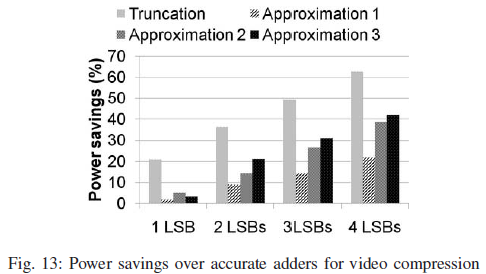 Truncation Approximation 1
Approximation 2 Approximation 3
Power savings (%)
70
60
50
40
30
20
10
0
1 LSB 2 LSBs 3LSBs 4 LSBs
Fig. 13: Power savings over accurate adders for video compression